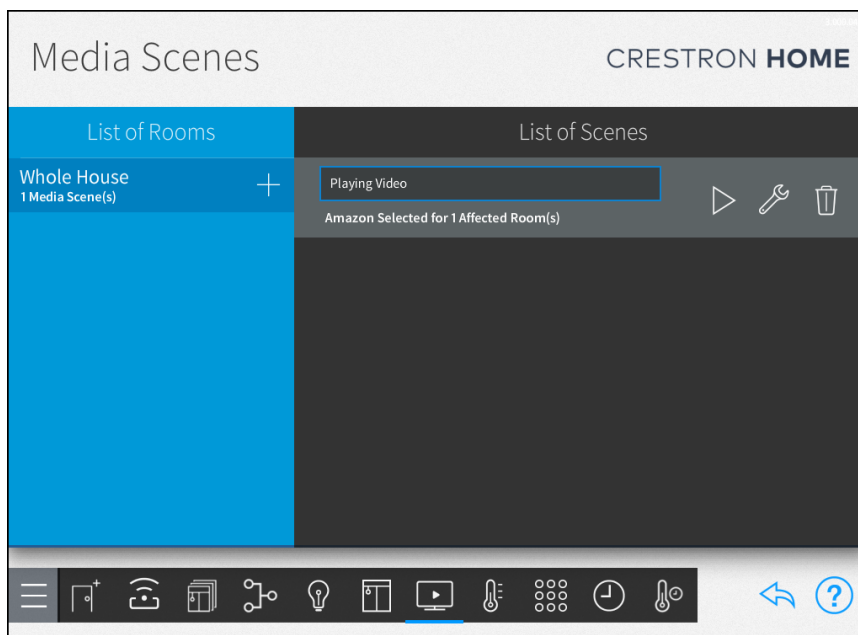 Media Scenes
CRESTRON HOME
List of Rooms
List of Scenes
Whole House
1 Media Scene(s)
Playing Video
Amazon Selected for 1 Affected Room(s)
?